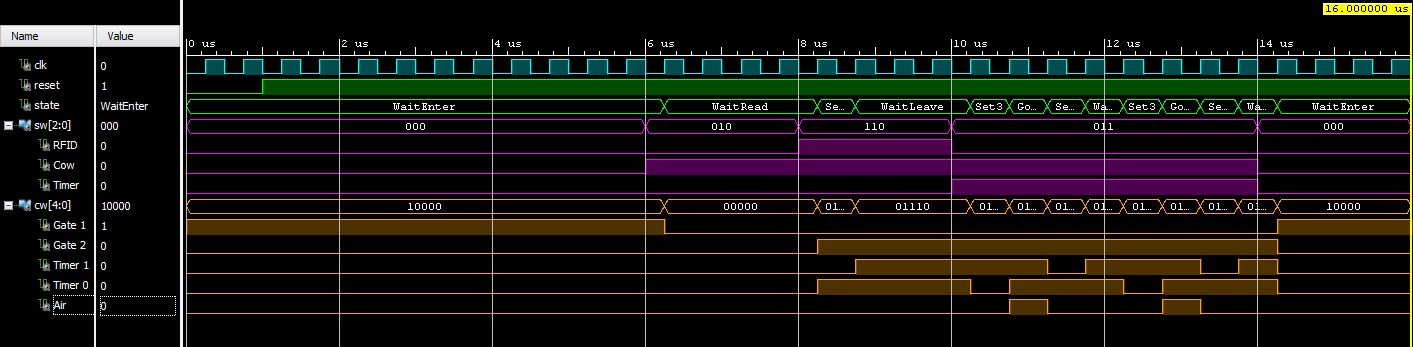 16.000000 us
Name Value
0 us 2 us 4 us 6 us 8 us 10 us 12 us 14 us
clk 0
reset 1
state WaitEnter WaitEnter WaitRead Se... WaitLeave Set3 Go... Se... Wa... Set3 Go... Se... Wa... WaitEnter
sw[2:0] 000 000 010 110 011 000
RFID 0
Cow 0
Timer 0
cw[4:0] 10000 10000 00000 01... 01110 01... 01... 01... 01... 01... 01... 01... 01... 10000
Gate 1 1
Gate 2 0
Timer 1 0
Timer 0 0
Air 0